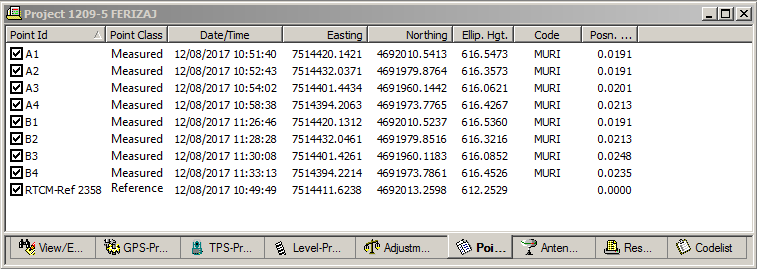 Project 1209-5 FERIZAJ
Point Id Point Class Date/Time Easting Northing Ellip. Hgt. Code Posn. ...
A1 Measured 12/08/2017 10:51:40 7514420.1421 4692010.5413 616.5473 MURI 0.0191
A2 Measured 12/08/2017 10:52:43 7514432.0371 4691979.8764 616.3573 MURI 0.0191
A3 Measured 12/08/2017 10:54:02 7514401.4434 4691960.1442 616.0621 MURI 0.0201
A4 Measured 12/08/2017 10:58:38 7514394.2063 4691973.7765 616.4267 MURI 0.0213
B1 Measured 12/08/2017 11:26:46 7514420.1312 4692010.5237 616.5360 MURI 0.0191
B2 Measured 12/08/2017 11:28:28 7514432.0461 4691979.8516 616.3216 MURI 0.0213
B3 Measured 12/08/2017 11:30:08 7514401.4261 4691960.1183 616.0852 MURI 0.0248
B4 Measured 12/08/2017 11:33:13 7514394.2214 4691973.7861 616.4526 MURI 0.0235
RTCM-Ref 2358 Reference 12/08/2017 10:49:49 7514411.6238 4692013.2598 612.2529 0.0000
View/E... GPS-Pr... TPS-Pr... Level-Pr... Adjustm... Poi... Anten... Res... Codelist